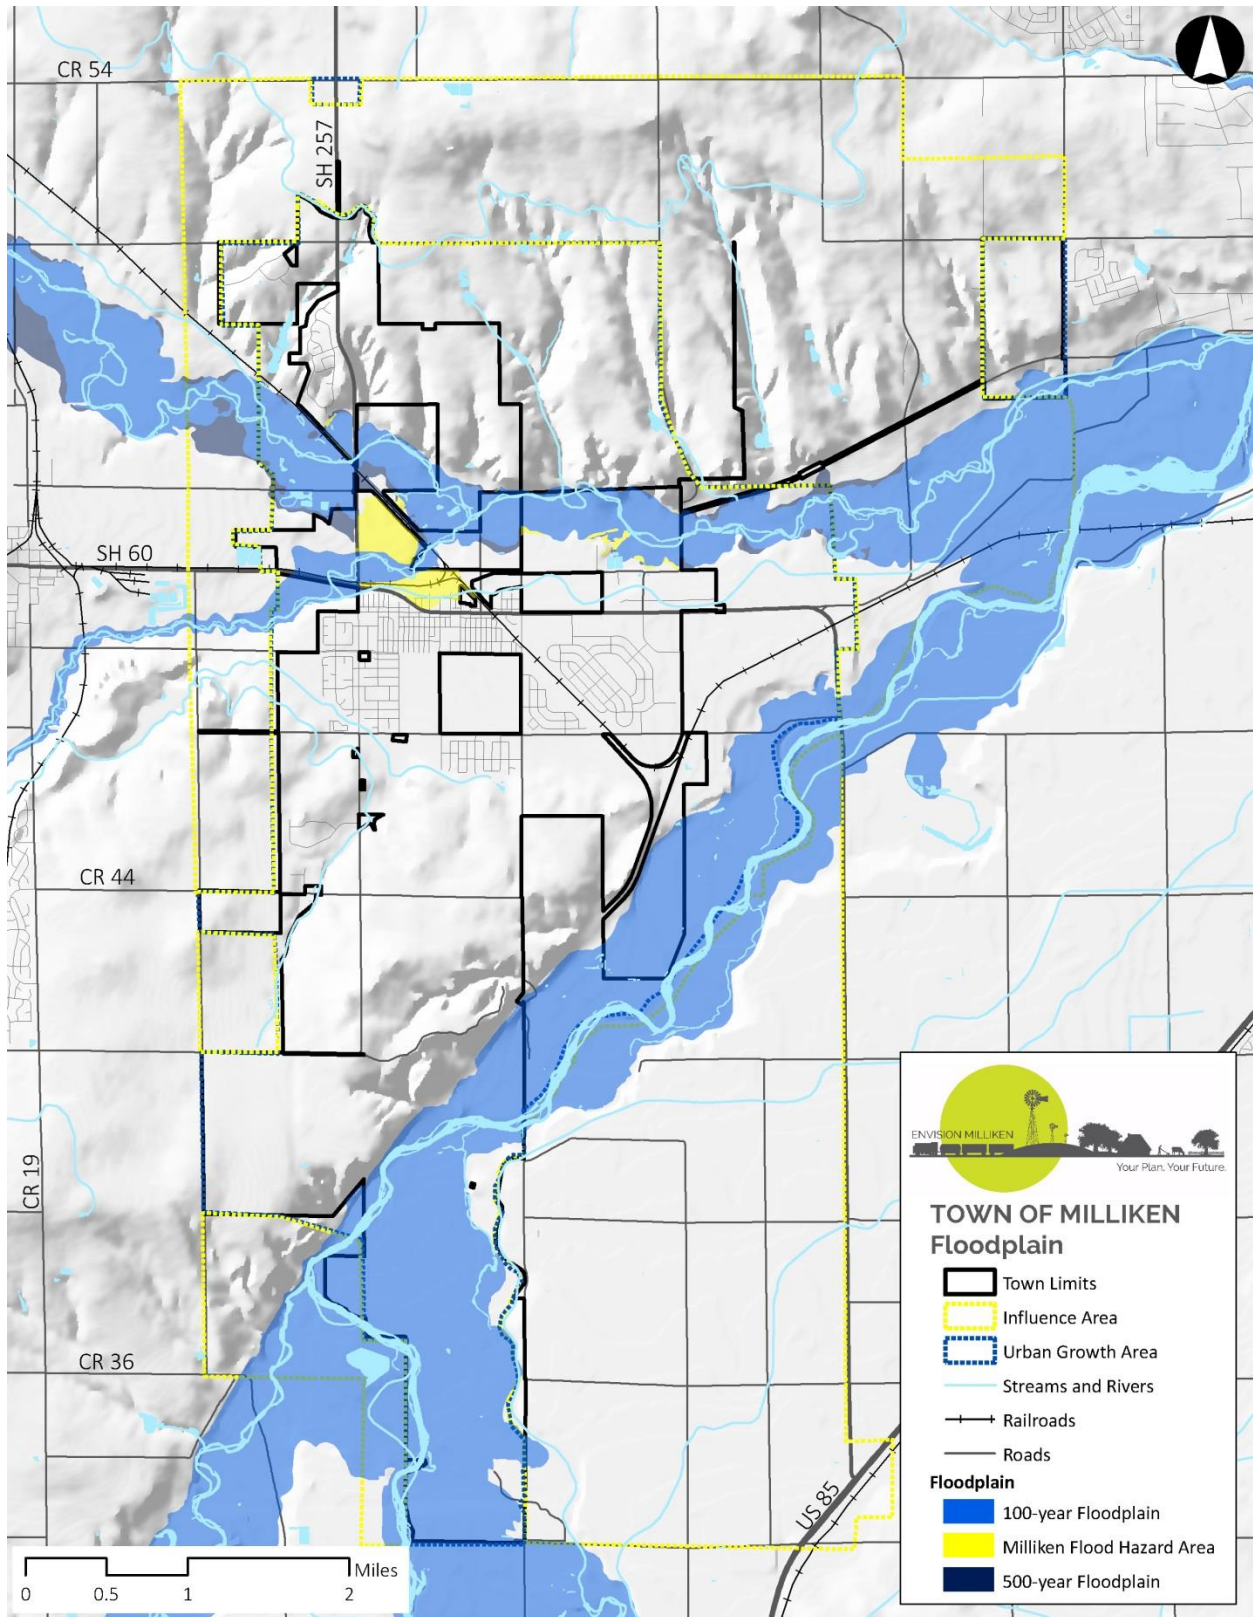 CR 54
SH 257
SH 60
CR 44
CR 19
CR 36
US 85
ENVISION MILLIKEN
Your Plan. Your Future.
TOWN OF MILLIKEN
Floodplain
Town Limits
Influence Area
Urban Growth Area
Streams and Rivers
Railroads
Roads
Floodplain
100-year Floodplain
Milliken Flood Hazard Area
500-year Floodplain
Miles
0 0.5 1 2